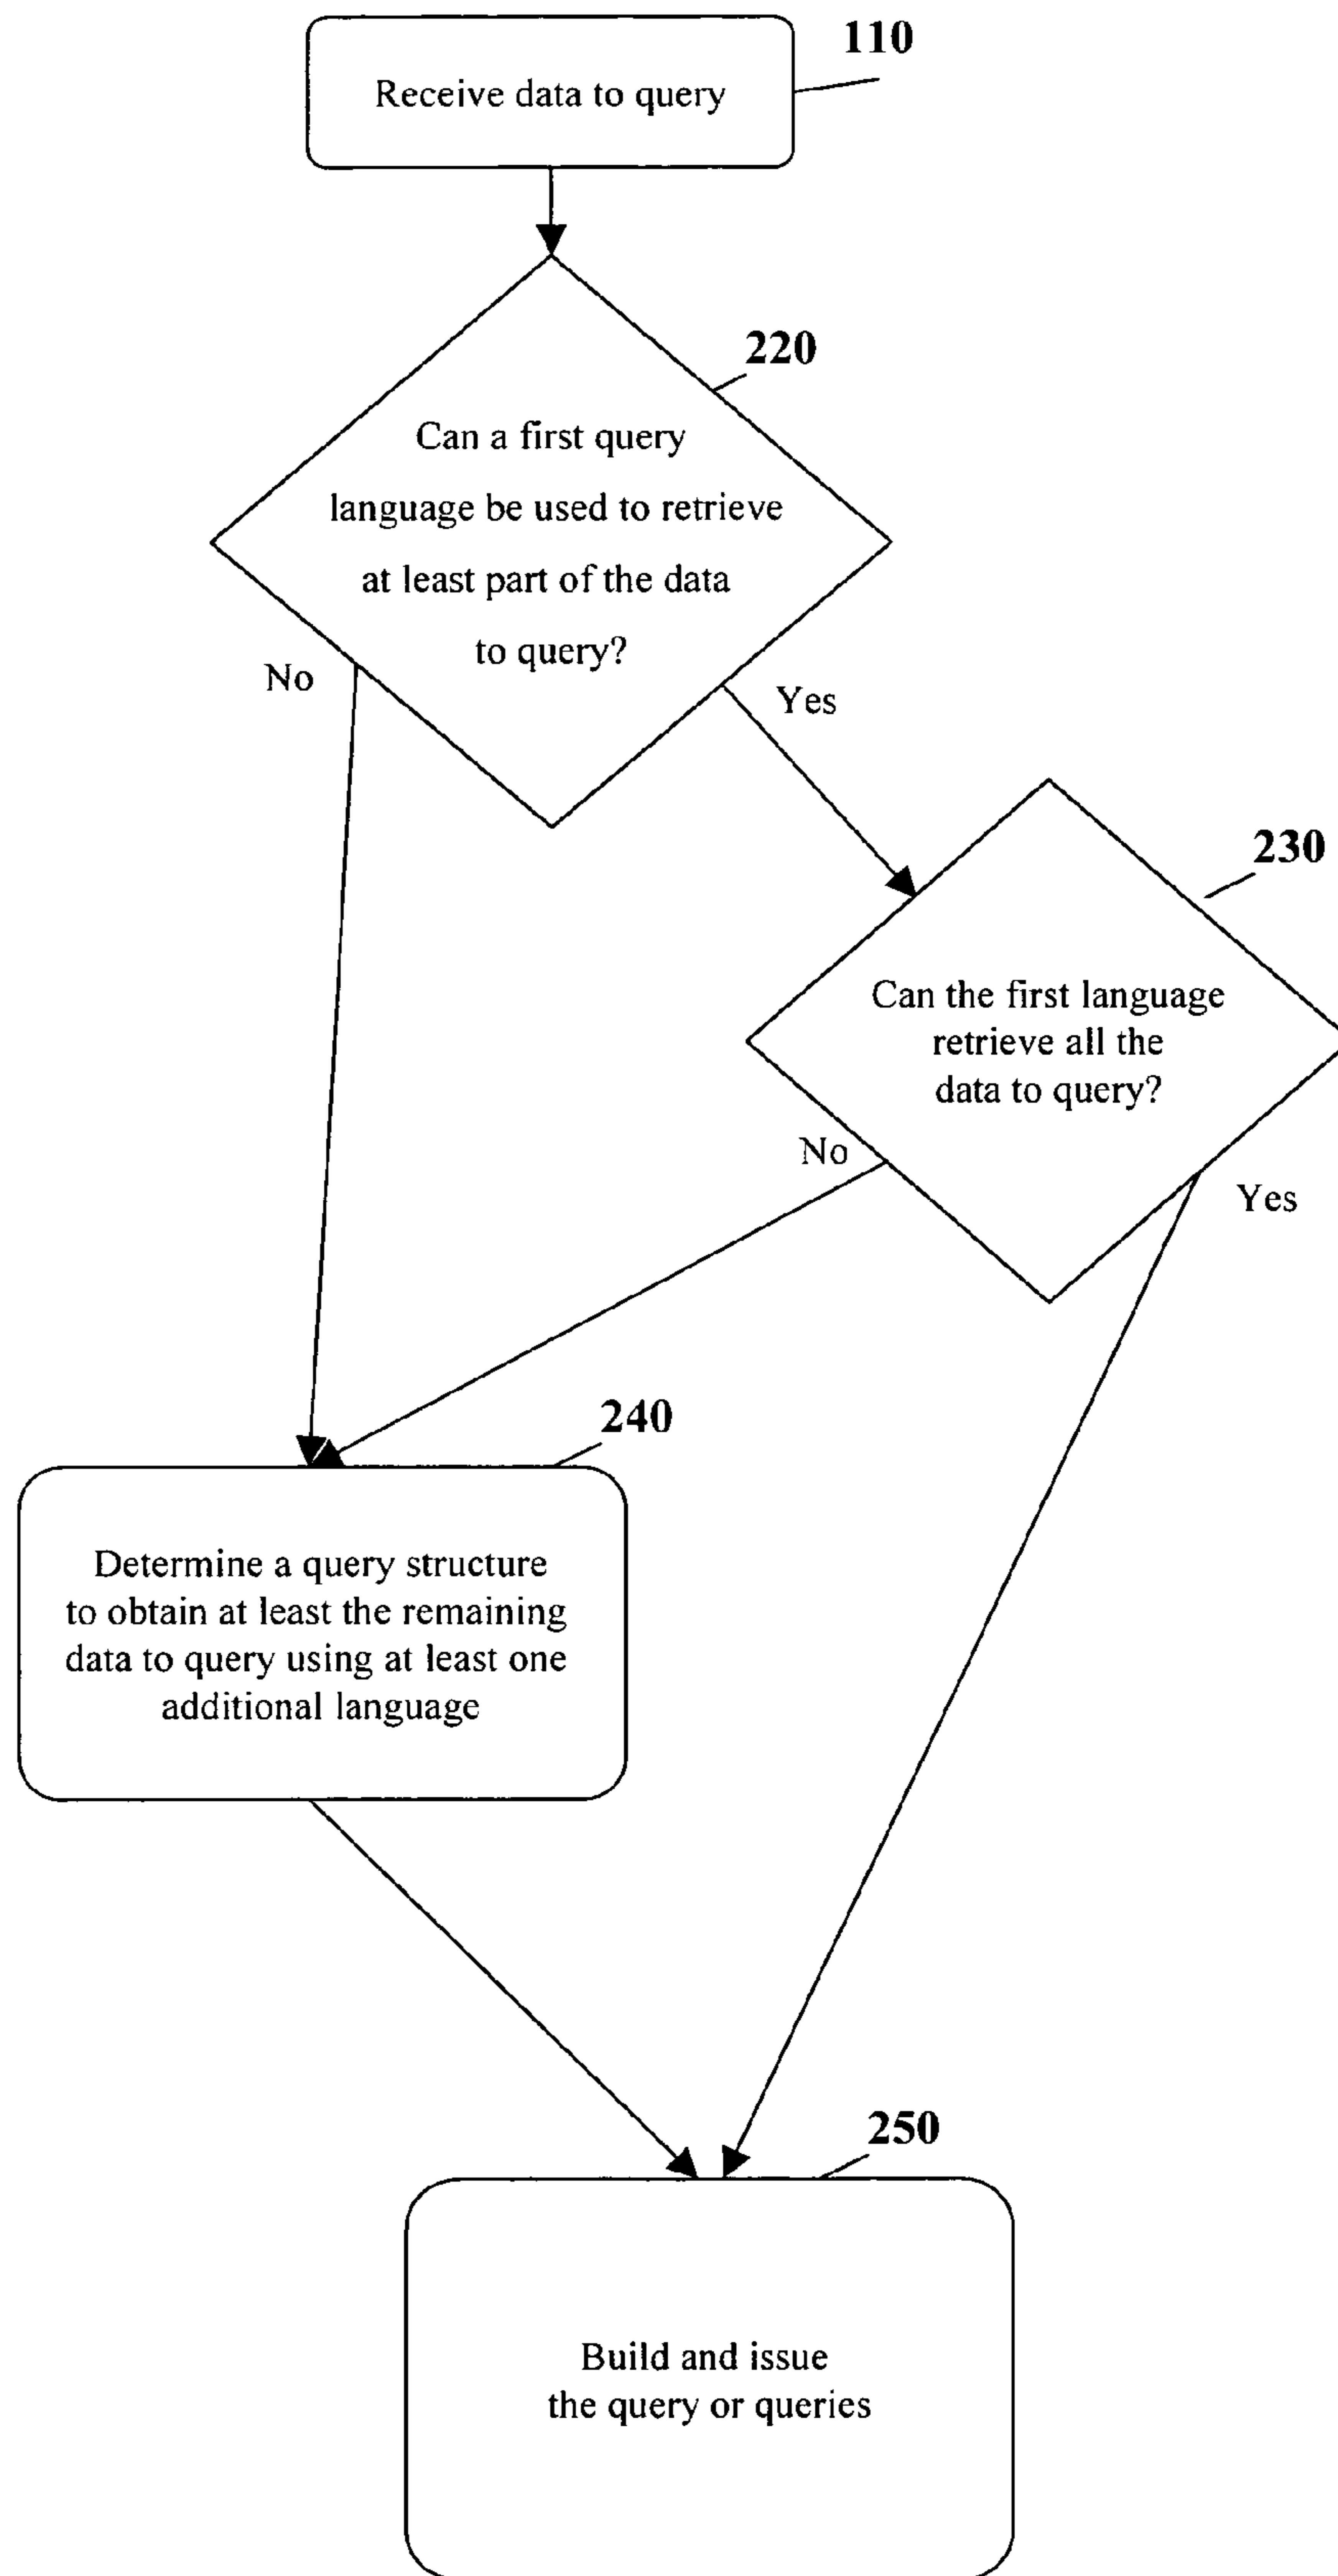 110
Receive data to query
220
Can a first query
language be used to retrieve
at least part of the data
to query?
No
Yes
230
Can the first language
retrieve all the
data to query?
No
Yes
240
Determine a query structure
to obtain at least the remaining
data to query using at least one
additional language
250
Build and issue
the query or queries